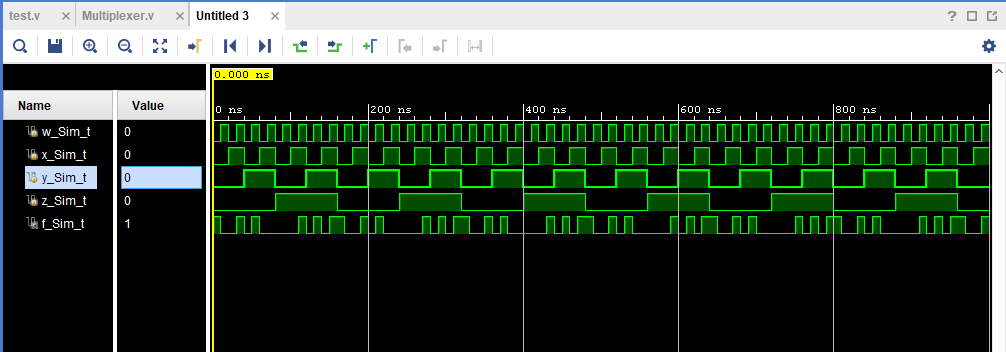 test.v × Multiplexer.v × Untitled 3 × ?
0.000 ns
Name Value 0 ns 200 ns 400 ns 600 ns 800 ns
w_Sim_t 0
x_Sim_t 0
y_Sim_t 0
z_Sim_t 0
f_Sim_t 1